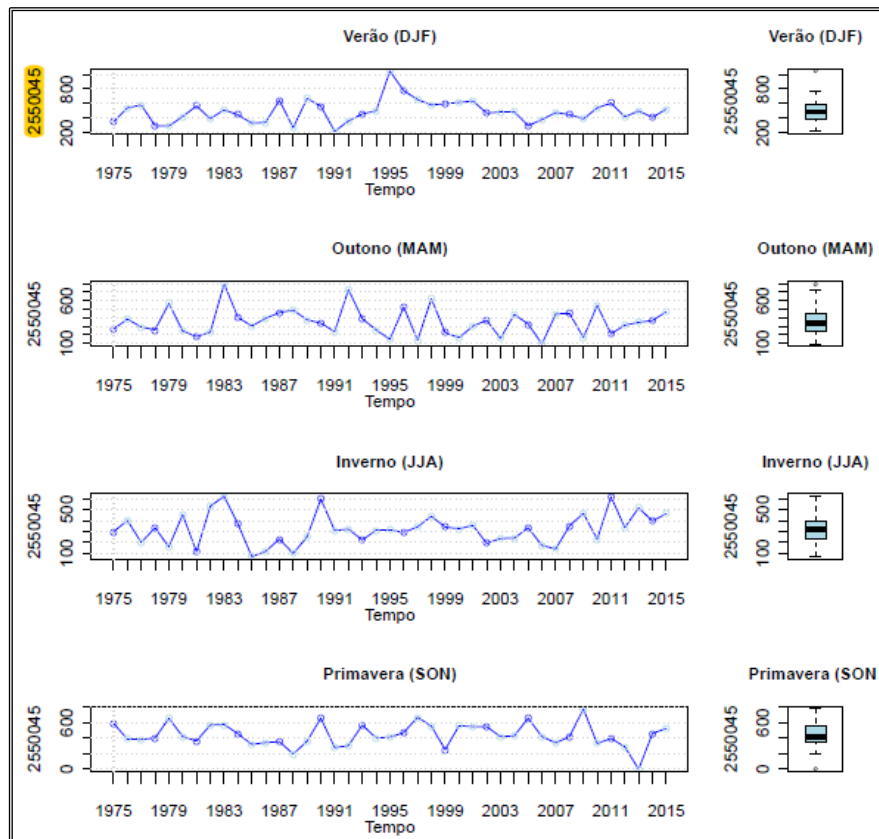 Verão (DJF)
Verão (DJF)
2550045
200 800
1975 1979 1983 1987 1991 1995 1999 2003 2007 2011 2015
Tempo
200 800
2550045
Outono (MAM)
Outono (MAM)
2550045
100 600
1975 1979 1983 1987 1991 1995 1999 2003 2007 2011 2015
Tempo
2550045
100 600
Inverno (JJA)
Inverno (JJA)
2550045
100 500
1975 1979 1983 1987 1991 1995 1999 2003 2007 2011 2015
Tempo
2550045
100 500
Primavera (SON)
Primavera (SON
2550045
0 600
1975 1979 1983 1987 1991 1995 1999 2003 2007 2011 2015
Tempo
2550045
0 600